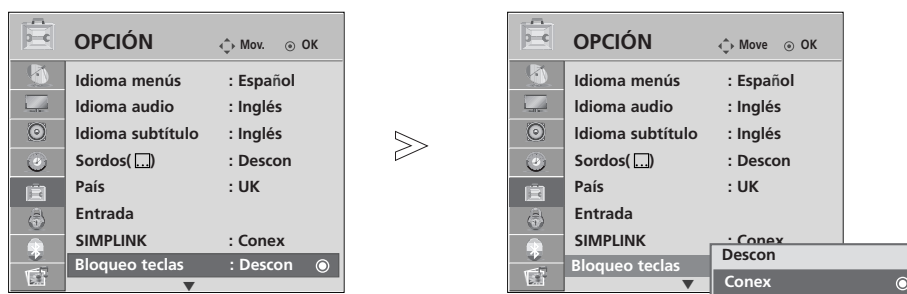 OPCIÓN Mov. OK
Idioma menús : Español
Idioma audio : Inglés
Idioma subtítulo : Inglés
Sordos( ... ) : Descon
País : UK
Entrada
SIMPLINK : Conex
Bloqueo teclas : Descon
OPCIÓN Move OK
Idioma menús : Español
Idioma audio : Inglés
Idioma subtítulo : Inglés
Sordos( ... ) : Descon
País : UK
Entrada
SIMPLINK : Conex
Bloqueo teclas
Descon
Conex